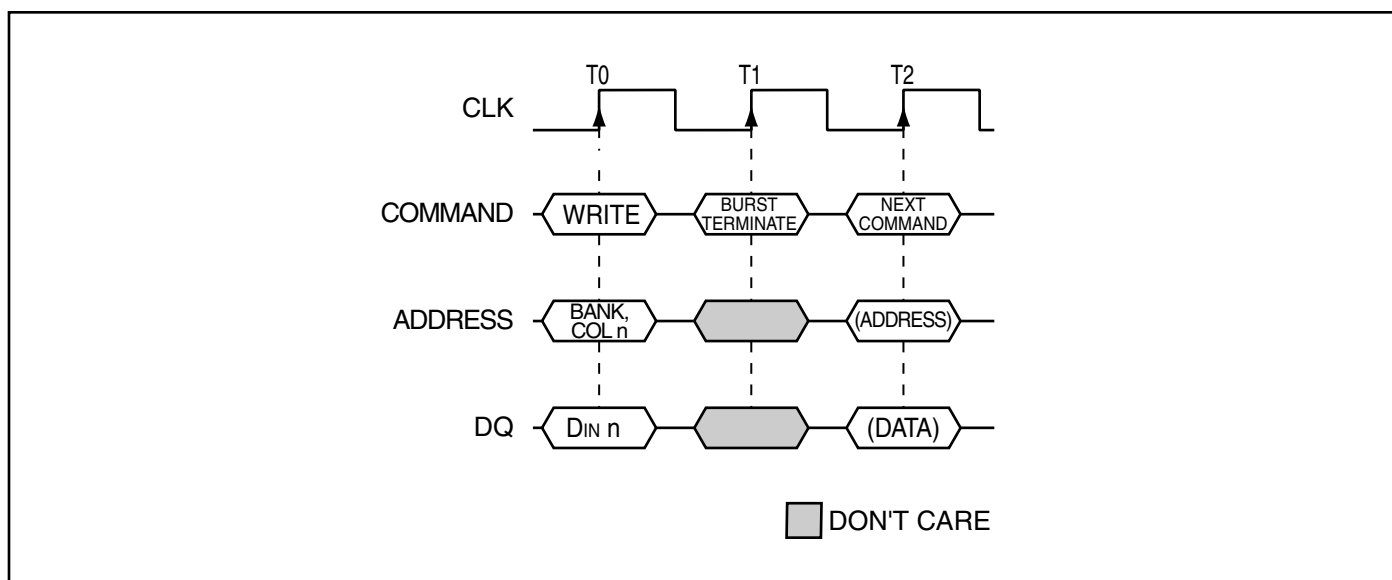 T0 T1 T2
CLK
COMMAND WRITE BURST TERMINATE NEXT COMMAND
ADDRESS BANK, COL n (ADDRESS)
DQ DIN n (DATA)
DON'T CARE